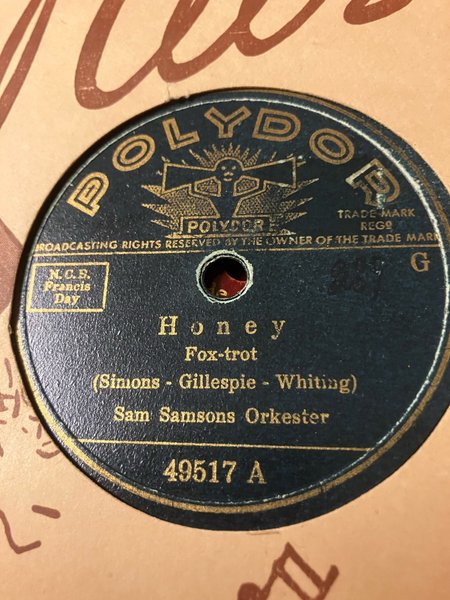 POLYDOR
POLYDOR
TRADE MARK
REGD
BROADCASTING RIGHTS RESERVED BY THE OWNER OF THE TRADE MARK
G
N.C.B.
Francis
Day
Honey
Fox-trot
(Simons - Gillespie - Whiting)
Sam Samsons Orkester
49517 A